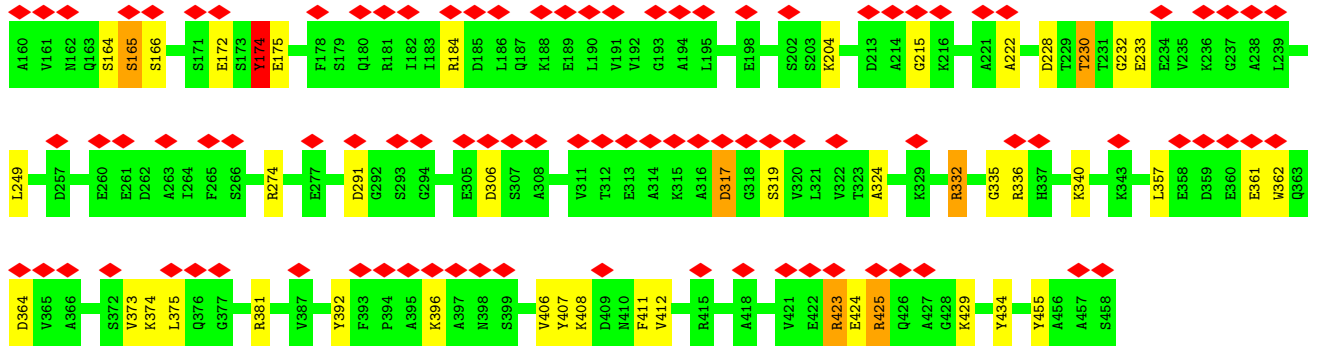 A160 V161 N162 Q163 S164 S165 S166 S171 E172 S173 Y174 E175 F178 S179 Q180 R181 I182 I183 R184 D185 L186 Q187 K188 E189 L190 V191 V192 G193 A194 L195 E198 S202 S203 K204 D213 A214 G215 K216 A221 A222 D228 T229 T230 T231 G232 E233 E234 V235 K236 G237 A238 L239
L249 D257 E260 E261 D262 A263 I264 F265 S266 R274 E277 D291 G292 S293 G294 E305 D306 S307 A308 V311 T312 E313 A314 K315 A316 D317 G318 S319 V320 L321 V322 T323 A324 K329 R332 G335 R336 H337 K340 K343 L357 E358 D359 E360 E361 W362 Q363
D364 V365 A366 S372 V373 K374 L375 Q376 G377 R381 V387 Y392 F393 P394 A395 K396 A397 N398 S399 V406 Y407 K408 D409 N410 F411 V412 R415 A418 V421 E422 R423 E424 R425 Q426 A427 G428 K429 Y434 Y455 A456 A457 S458